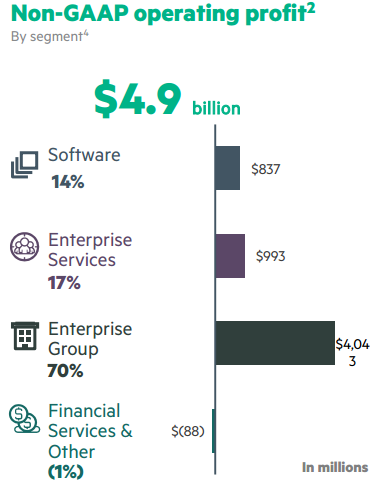 Non-GAAP operating profit²
By segment⁴
$4.9 billion
Software
14%
$837
Enterprise
Services
17%
$993
Enterprise
Group
70%
$4,04
3
Financial
Services &
Other
(1%)
$(88)
In millions